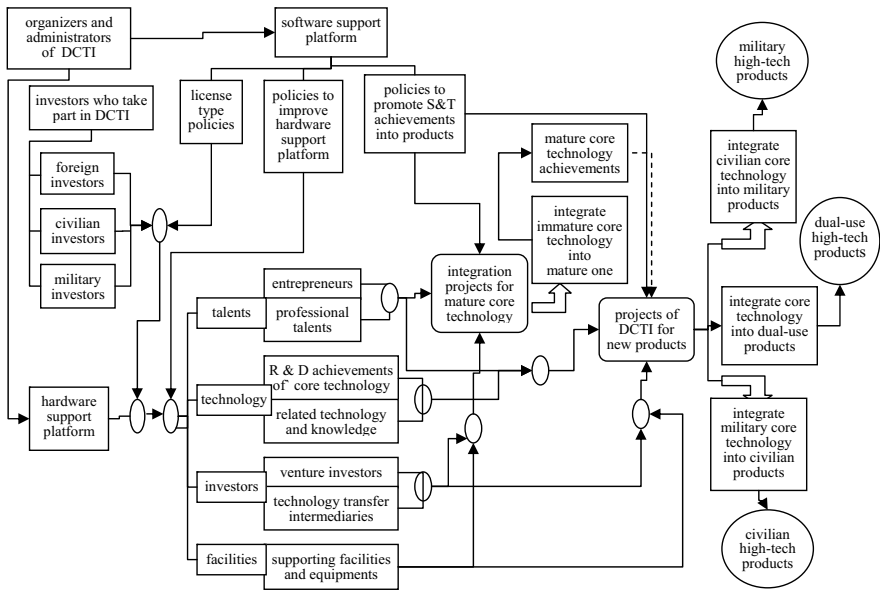 organizers and
administrators
of DCTI
software support
platform
military
high-tech
products
investors who take
part in DCTI
license
type
policies
policies to
improve hardware
support
platform
policies to
promote S&T
achievements
into products
mature core
technology
achievements
integrate
civilian core
technology
into military
products
foreign
investors
civilian
investors
military
investors
integrate
immature core
technology
into
mature one
dual-use
high-tech
products
entrepreneurs
talents
professional
talents
integration
projects for
mature core
technology
projects of
DCTI for
new products
integrate core
technology
into dual-use
products
hardware
support
platform
technology
R & D achievements
of core technology
related technology
and knowledge
integrate
military core
technology
into civilian
products
investors
venture investors
technology transfer
intermediaries
facilities
supporting facilities
and equipments
civilian
high-tech
products